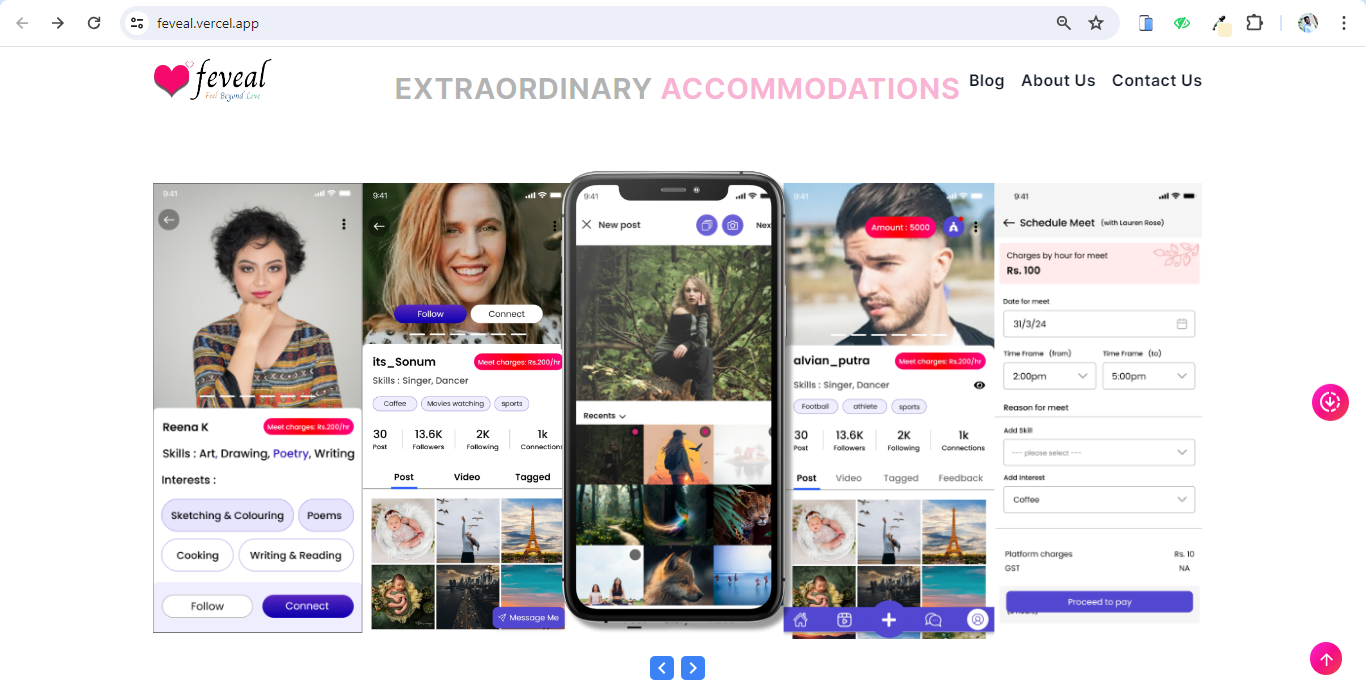 feveal.vercel.app
feveal
Feel Beyond Love
EXTRAORDINARY ACCOMMODATIONS
Blog About Us Contact Us
9:41
Reena K
Meet charges: Rs.200/hr
Skills : Art, Drawing, Poetry, Writing
Interests :
Sketching & Colouring Poems
Cooking Writing & Reading
Follow Connect
9:41
Follow Connect
its_Sonum
Meet charges: Rs.200/hr
Skills : Singer, Dancer
Caffee Movies watching sports
30 13.6K 2K 1k
Post Followers Following Connections
Post Video Tagged
Message Me
9:41
New post
Nex
Recents
9:41
Amount : 5000
alvian_putra
Meet charges: Rs.200/hr
Skills : Singer, Dancer
Football athlete sports
30 13.6K 2K 1k
Post Followers Following Connections
Post Video Tagged Feedback
9:41
Schedule Meet (with Lauren Rose)
Charges by hour for meet
Rs. 100
Date for meet
31/3/24
Time Frame (from) Time Frame (to)
2:00pm 5:00pm
Reason for meet
Add Skill
--- please select ---
Add Interest
Coffee
Platform charges Rs. 10
GST NA
Proceed to pay